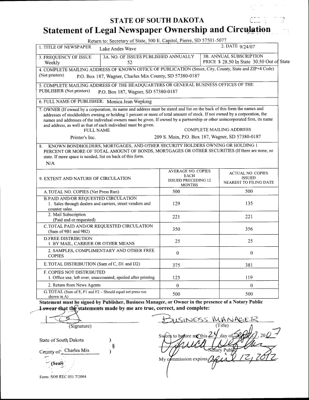 STATE OF SOUTH DAKOTA
Statement of Legal Newspaper Ownership and Circulation
Return to: Secretary of State, 500 E. Capitol, Pierre, SD 57501-5077
1. TITLE OF NEWSPAPER
Lake Andes Wave
2. DATE 9/24/07
3. FREQUENCY OF ISSUE
Weekly
3A. NO. OF ISSUES PUBLISHED ANNUALLY
52
3B. ANNUAL SUBSCRIPTION
PRICE $ 28.50 In State 30.50 Out of State
4. COMPLETE MAILING ADDRESS OF KNOWN OFFICE OF PUBLICATION (Street, City, County, State and ZIP+4 Code)
(Not printers) P.O. Box 187, Wagner, Charles Mix County, SD 57380-0187
5. COMPLETE MAILING ADDRESS OF THE HEADQUARTERS OR GENERAL BUSINESS OFFICES OF THE
PUBLISHER (Not printers) P.O. Box 187, Wagner, SD 57380-0187
6. FULL NAME OF PUBLISHER: Monica Jean Wepking
7. OWNER (If owned by a corporation, its name and address must be stated and list on the back of this form the names and
addresses of stockholders owning or holding 1 percent or more of total amount of stock. If not owned by a corporation, the
names and addresses of the individual owners must be given. If owned by a partnership or other unincorporated firm, its name
and address, as well as that of each individual must be given).
FULL NAME COMPLETE MAILING ADDRESS
Printer's Inc. 209 S. Main, P.O. Box 187, Wagner, SD 57380-0187
8. KNOWN BONDHOLDERS, MORTGAGES, AND OTHER SECURITY HOLDERS OWNING OR HOLDING 1
PERCENT OR MORE OF TOTAL AMOUNT OF BONDS, MORTGAGES OR OTHER SECURITIES (If there are none, so
state. If more space is needed, list on back of this form.
N/A
9. EXTENT AND NATURE OF CIRCULATION
AVERAGE NO. COPIES
EACH
ISSUED PRECEDING 12
MONTHS
ACTUAL NO. COPIES
ISSUED
NEAREST TO FILING DATE
A. TOTAL NO. COPIES (Net Press Run) 500 500
B. PAID AND/OR REQUESTED CIRCULATION
1. Sales through dealers and carriers, street vendors and
counter sales.
129 135
2. Mail Subscription
(Paid and or requested)
221 221
C. TOTAL PAID AND/OR REQUESTED CIRCULATION
(Sum of 9B1 and 9B2)
350 356
D. FREE DISTRIBUTION
1. BY MAIL, CARRIER OR OTHER MEANS
25 25
2. SAMPLES, COMPLIMENTARY AND OTHER FREE
COPIES
0 0
E. TOTAL DISTRIBUTION (Sum of C, D1 and D2) 375 381
F. COPIES NOT DISTRIBUTED
1. Office use, left over, unaccounted, spoiled after printing
125 119
2. Return from News Agents 0 0
G. TOTAL (Sum of E, F1 and F2 - Should equal net press run
shown in A)
500 500
Statement must be signed by Publisher, Business Manager, or Owner in the presence of a Notary Public
I swear that the statements made by me are true, correct, and complete:
BUSINESS MANAGER
(Signature) (Title)
State of South Dakota )
) §
County of Charles Mix )
(Seal)
Sworn to before me this 24 day of Sept, 2007
Notary Public
My commission expires April 12, 2012
Form: SOS REC 051 7/2004